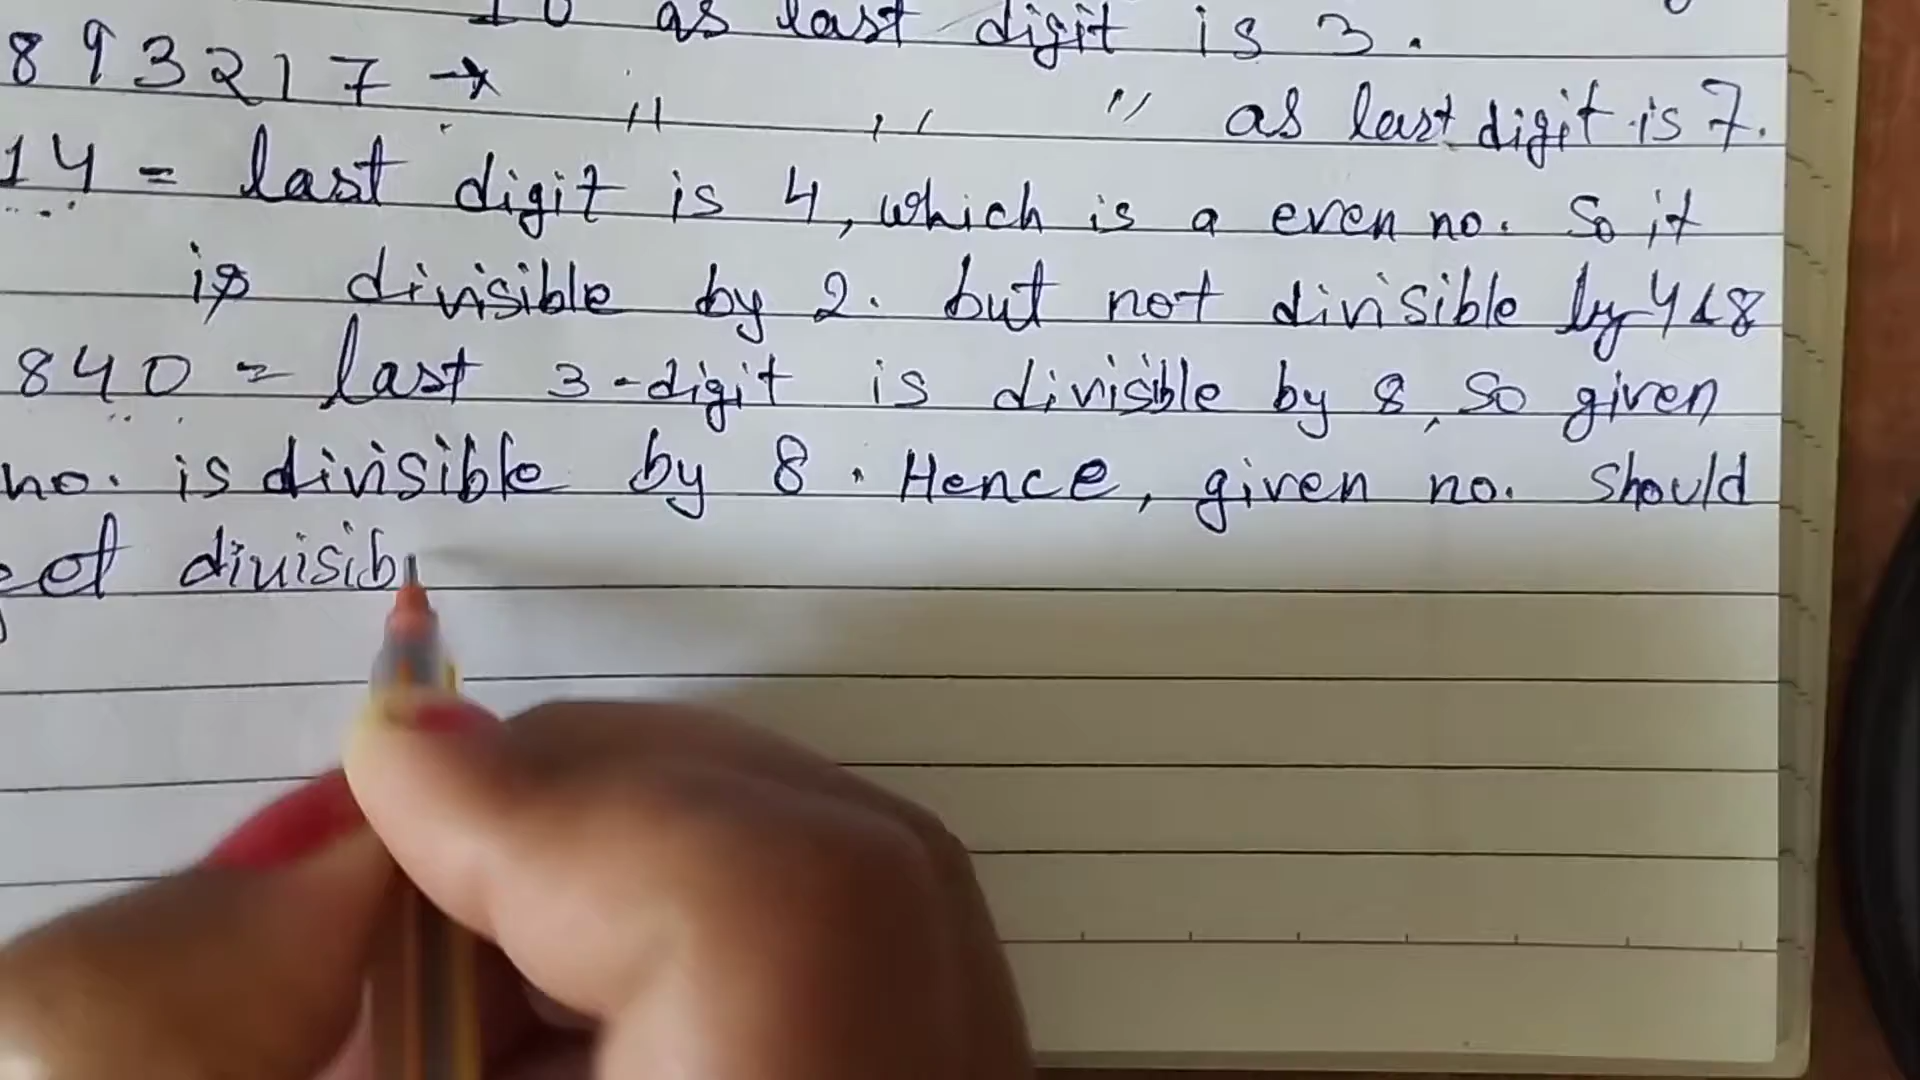 10 as last digit is 3.
893217 → " " " as last digit is 7.
14 = last digit is 4, which is a even no. So it
is divisible by 2. but not divisible by 4 & 8
840 = last 3-digit is divisible by 8, So given
no. is divisible by 8. Hence, given no. should
get divisib